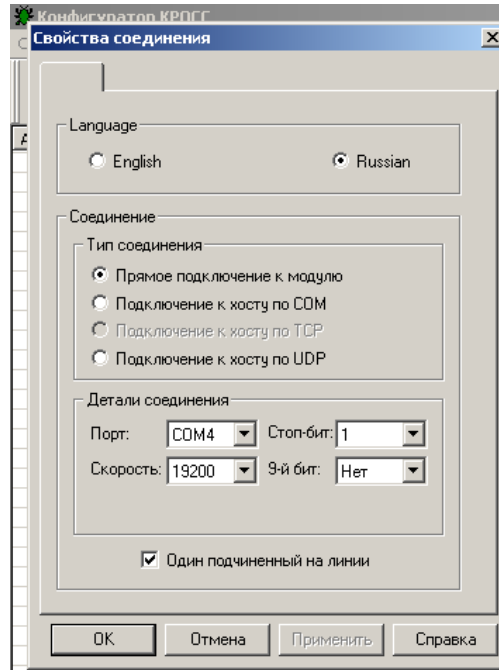 Конфигуратор КРОСС
Свойства соединения
Language
English
Russian
Соединение
Тип соединения
Прямое подключение к модулю
Подключение к хосту по COM
Подключение к хосту по TCP
Подключение к хосту по UDP
Детали соединения
Порт: COM4 Стоп-бит: 1
Скорость: 19200 9-й бит: Нет
Один подчиненный на линии
OK Отмена Применить Справка